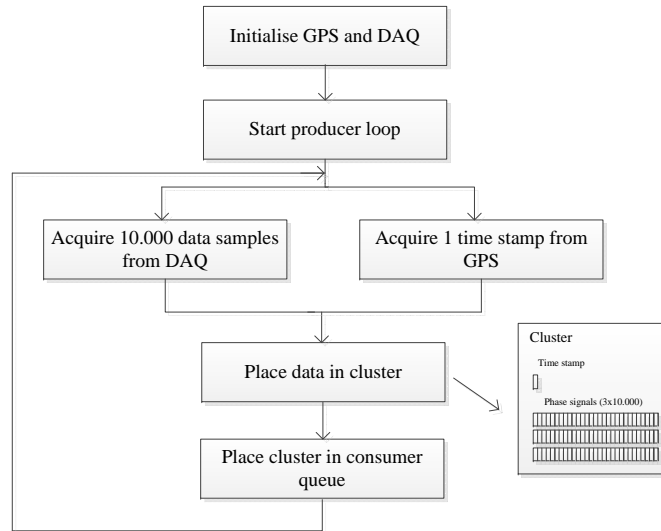 Initialise GPS and DAQ
Start producer loop
Acquire 10.000 data samples
from DAQ
Acquire 1 time stamp from
GPS
Place data in cluster
Place cluster in consumer
queue
Cluster
Time stamp
Phase signals (3x10.000)